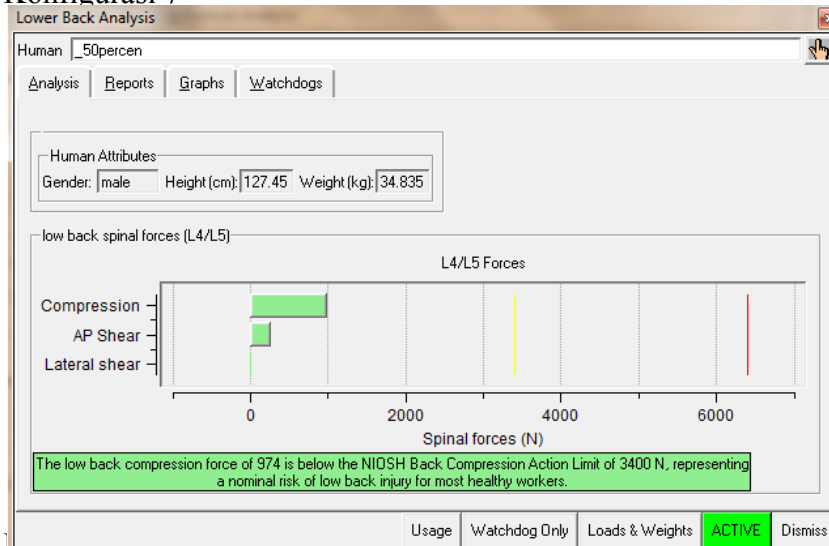 Konfigurasi 7
Lower Back Analysis
Human _50percen
Analysis Reports Graphs Watchdogs
Human Attributes
Gender: male Height (cm): 127.45 Weight (kg): 34.835
low back spinal forces (L4/L5)
L4/L5 Forces
Compression
AP Shear
Lateral shear
0 2000 4000 6000
Spinal forces (N)
The low back compression force of 974 is below the NIOSH Back Compression Action Limit of 3400 N, representing
a nominal risk of low back injury for most healthy workers.
Usage Watchdog Only Loads & Weights ACTIVE Dismiss